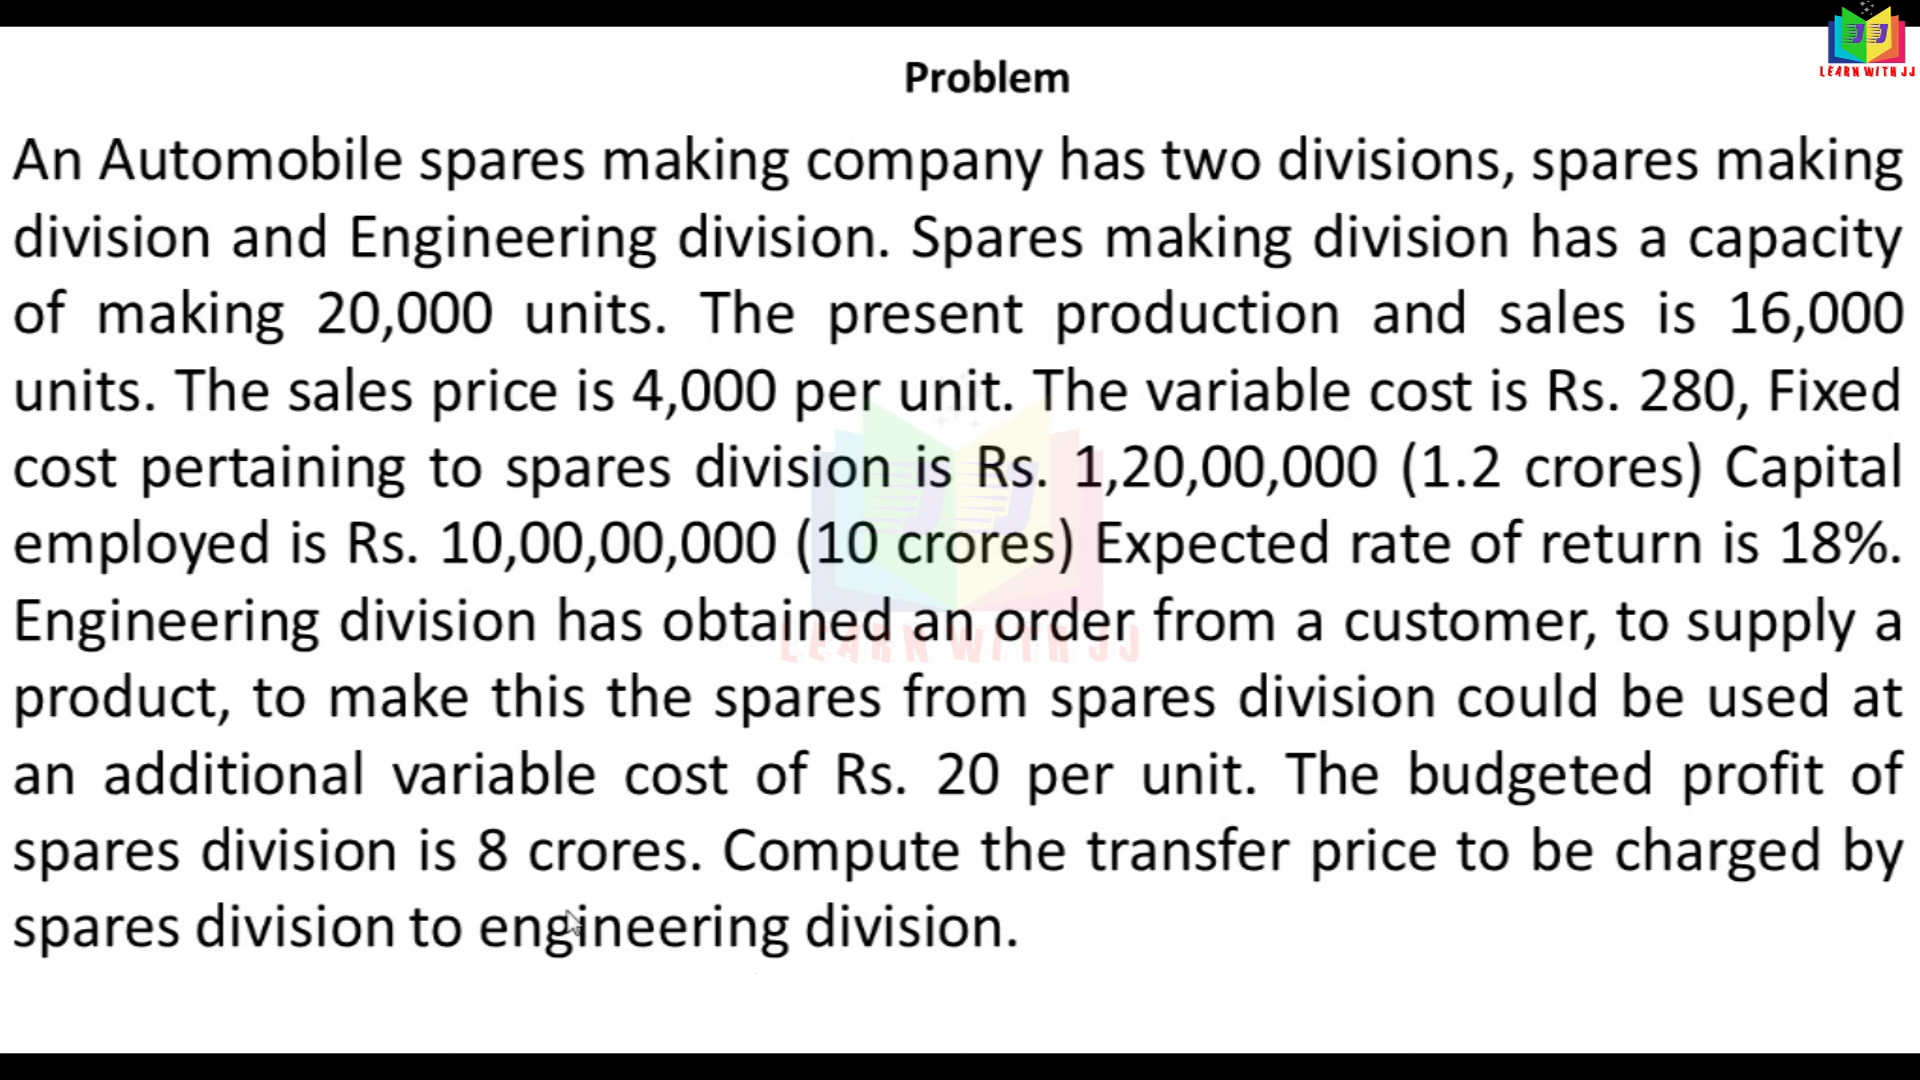 LEARN WITH JJ
Problem
An Automobile spares making company has two divisions, spares making
division and Engineering division. Spares making division has a capacity
of making 20,000 units. The present production and sales is 16,000
units. The sales price is 4,000 per unit. The variable cost is Rs. 280, Fixed
cost pertaining to spares division is Rs. 1,20,00,000 (1.2 crores) Capital
employed is Rs. 10,00,00,000 (10 crores) Expected rate of return is 18%.
Engineering division has obtained an order from a customer, to supply a
product, to make this the spares from spares division could be used at
an additional variable cost of Rs. 20 per unit. The budgeted profit of
spares division is 8 crores. Compute the transfer price to be charged by
spares division to engineering division.
LEARN WITH JJ